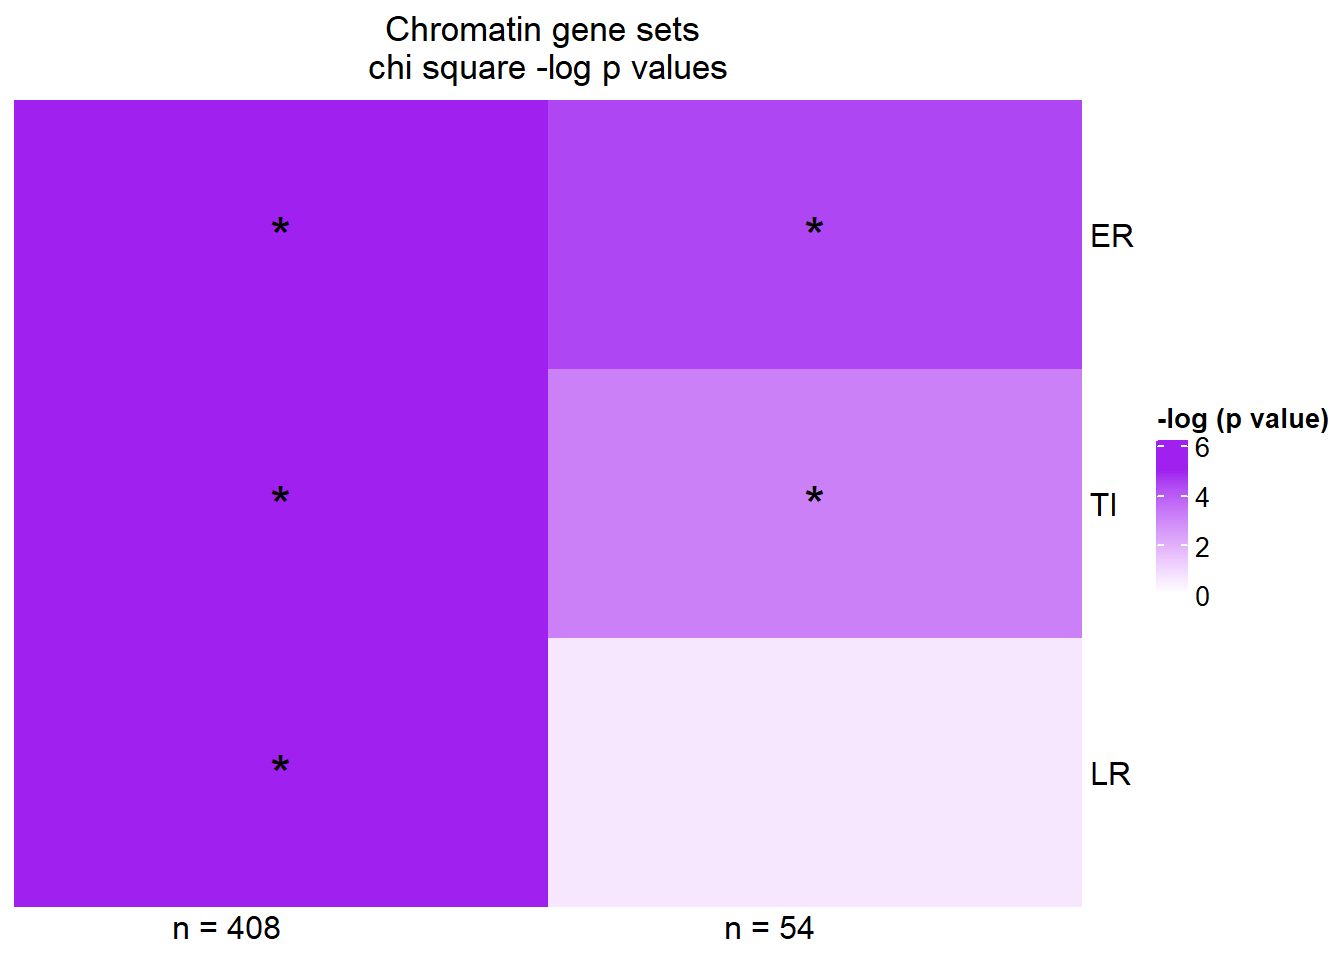 Chromatin gene sets
chi square -log p values
*
*
ER
*
*
TI
*
LR
n = 408
n = 54
-log (p value)
6
4
2
0